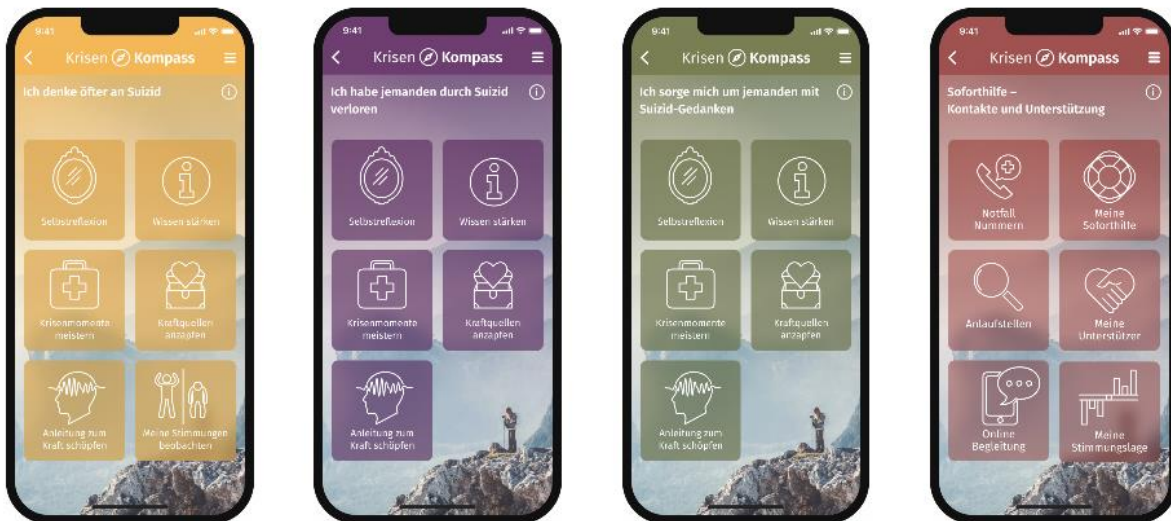 9:41
Krisen Kompass
Ich denke öfter an Suizid
Selbstreflexion
Wissen stärken
Krisenmomente
meistern
Kraftquellen
anzapfen
Anleitung zum
Kraft schöpfen
Meine Stimmungen
beobachten
9:41
Krisen Kompass
Ich habe jemanden durch Suizid
verloren
Selbstreflexion
Wissen stärken
Krisenmomente
meistern
Kraftquellen
anzapfen
Anleitung zum
Kraft schöpfen
9:41
Krisen Kompass
Ich sorge mich um jemanden mit
Suizid-Gedanken
Selbstreflexion
Wissen stärken
Krisenmomente
meistern
Kraftquellen
anzapfen
Anleitung zum
Kraft schöpfen
9:41
Krisen Kompass
Soforthilfe –
Kontakte und Unterstützung
Notfall
Nummern
Meine
Soforthilfe
Anlaufstellen
Meine
Unterstützer
Online
Begleitung
Meine
Stimmungslage